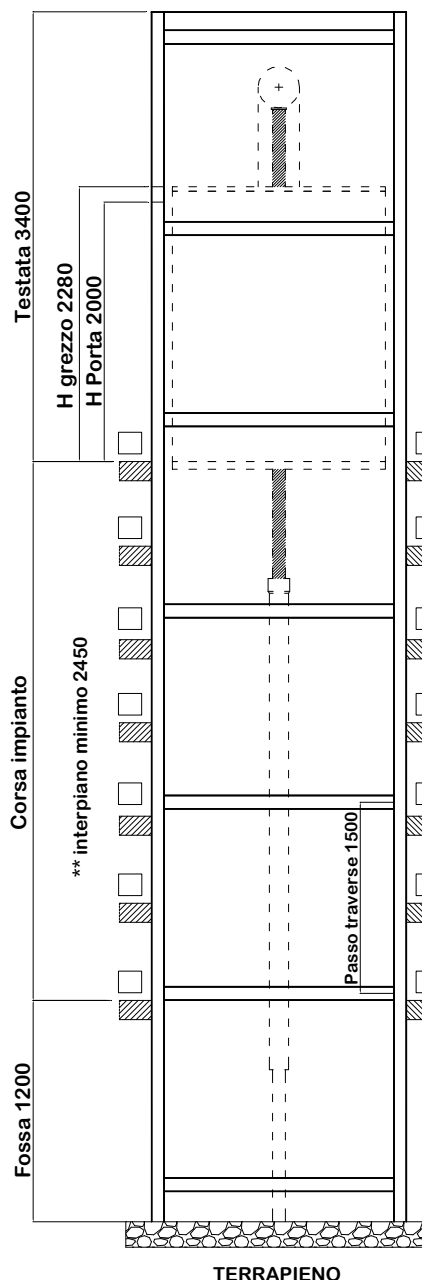 Testata 3400
H grezzo 2280
H Porta 2000
Corsa impianto
** interpiano minimo 2450
Passo traverse 1500
Fossa 1200
TERRAPIENO